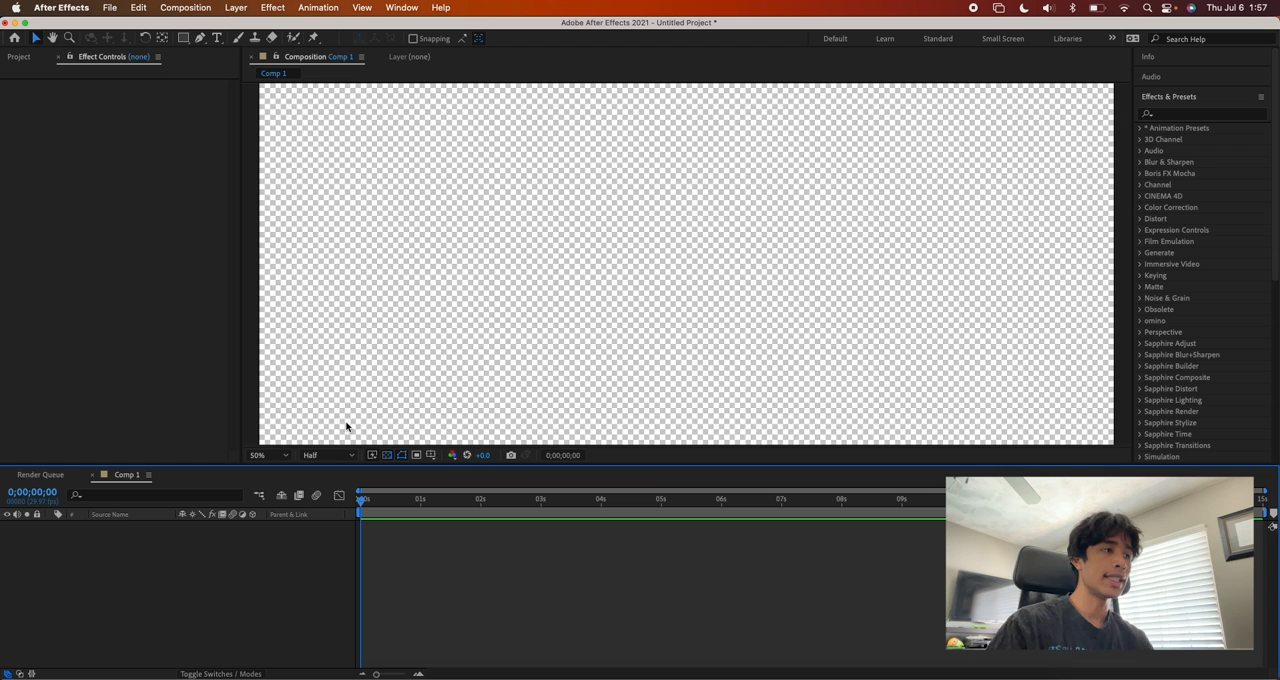 After Effects File Edit Composition Layer Effect Animation View Window Help Thu Jul 6 1:57
Adobe After Effects 2021 - Untitled Project *
Snapping Default Learn Standard Small Screen Libraries Search Help
Project Effect Controls (none) Composition Comp 1 Layer (none) Info
Comp 1
Audio
Effects & Presets
* Animation Presets
3D Channel
Audio
Blur & Sharpen
Boris FX Mocha
Channel
CINEMA 4D
Color Correction
Distort
Expression Controls
Film Emulation
Generate
Immersive Video
Keying
Matte
Noise & Grain
Obsolete
omino
Perspective
Sapphire Adjust
Sapphire Blur+Sharpen
Sapphire Builder
Sapphire Composite
Sapphire Distort
Sapphire Lighting
Sapphire Render
Sapphire Stylize
Sapphire Time
Sapphire Transitions
Simulation
50% Half +0.0 0;00;00;00
Render Queue Comp 1
0;00;00;00
00000 (29.97 fps)
01s 02s 03s 04s 05s 06s 07s 08s 09s 15s
# Source Name fx Parent & Link
Toggle Switches / Modes